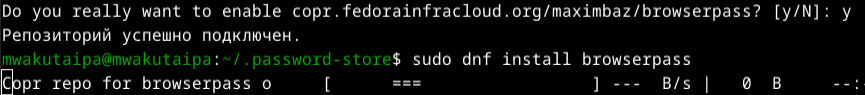 Do you really want to enable copr.fedorainfracloud.org/maximbaz/browserpass? [y/N]: y
Репозиторий успешно подключен.
mwakutaipa@mwakutaipa:~/.password-store$ sudo dnf install browserpass
Copr repo for browserpass o     [      ===                 ] ---  B/s |   0  B     --: